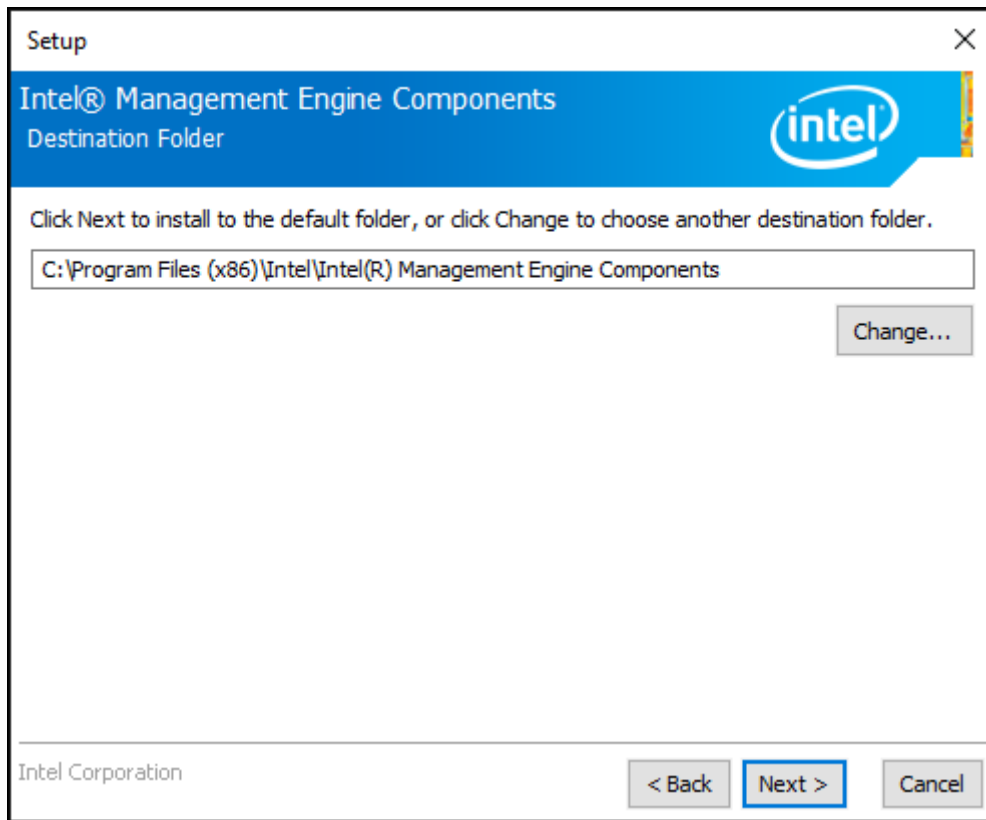 Setup
Intel® Management Engine Components
Destination Folder
intel
Click Next to install to the default folder, or click Change to choose another destination folder.
C:\Program Files (x86)\Intel\Intel(R) Management Engine Components
Change...
Intel Corporation
< Back
Next >
Cancel